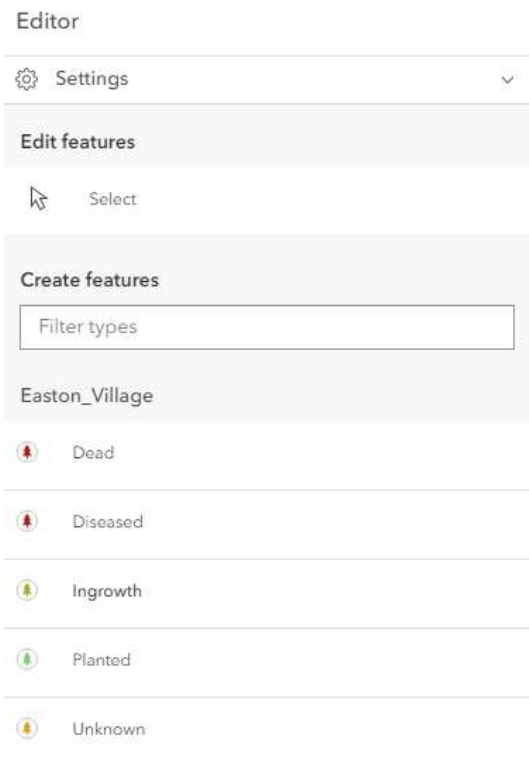 Editor
Settings
Edit features
Select
Create features
Filter types
Easton_Village
Dead
Diseased
Ingrowth
Planted
Unknown